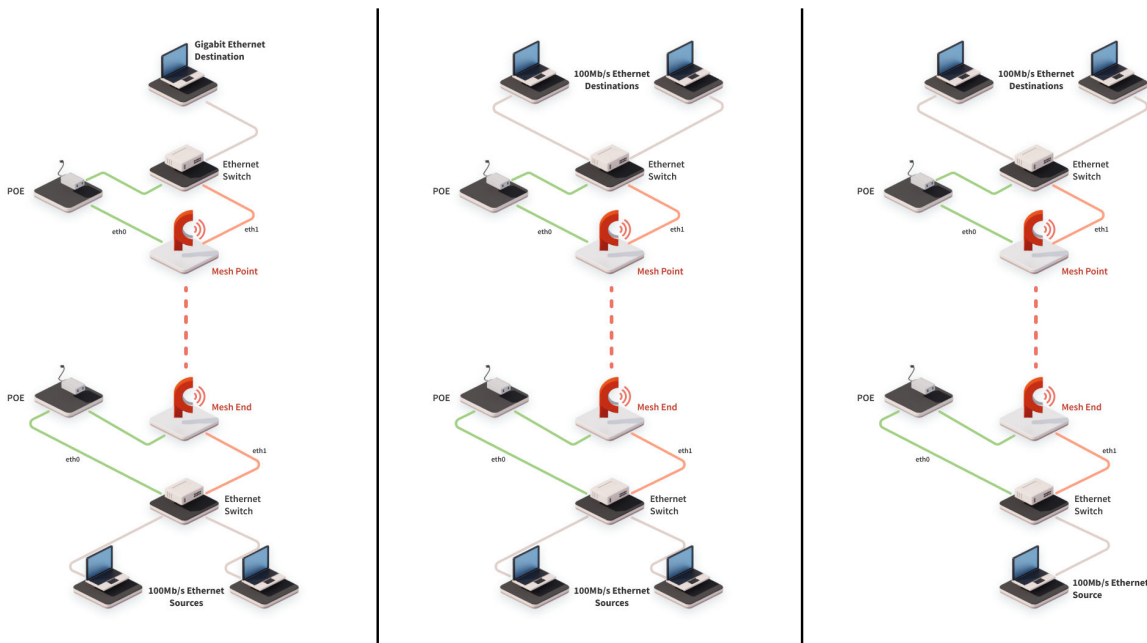 Gigabit Ethernet
Destination
Ethernet
Switch
POE
eth0
eth1
Mesh Point
POE
Mesh End
eth0
eth1
Ethernet
Switch
100Mb/s Ethernet
Sources
100Mb/s Ethernet
Destinations
Ethernet
Switch
POE
eth0
eth1
Mesh Point
POE
Mesh End
eth0
eth1
Ethernet
Switch
100Mb/s Ethernet
Sources
100Mb/s Ethernet
Destinations
Ethernet
Switch
POE
eth0
eth1
Mesh Point
POE
Mesh End
eth0
eth1
Ethernet
Switch
100Mb/s Ethernet
Source